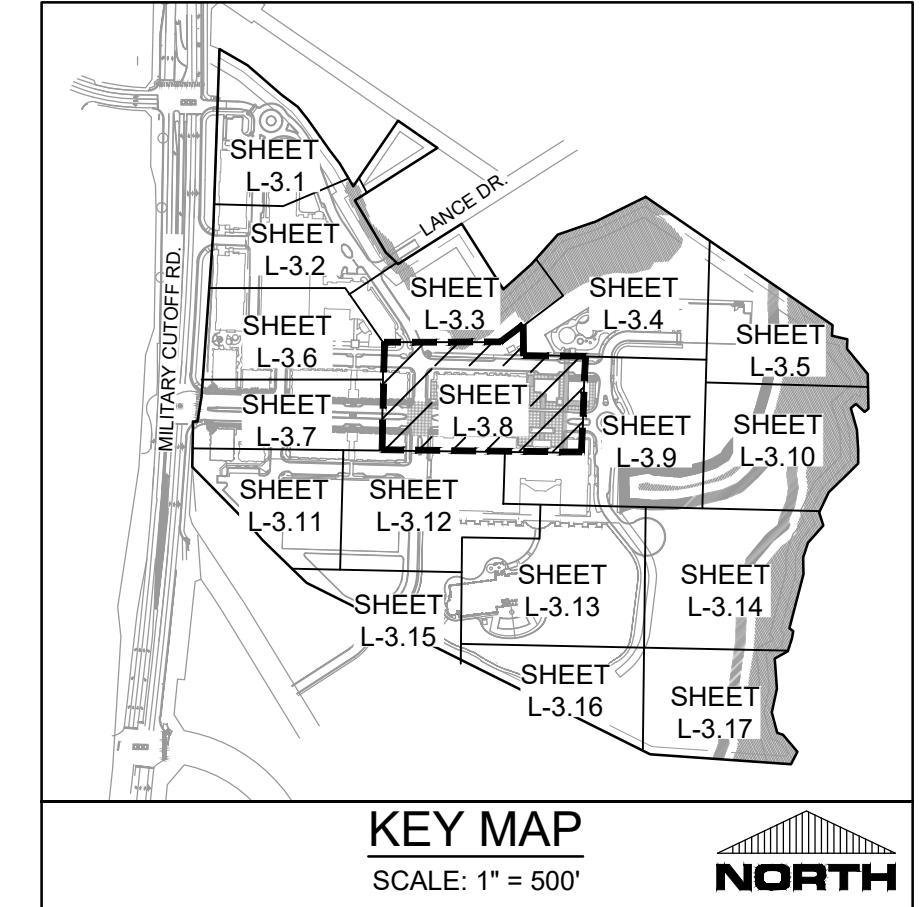 SHEET
L-3.1
SHEET
L-3.2
LANCE DR.
MILITARY CUTOFF RD.
SHEET
L-3.3
SHEET
L-3.4
SHEET
L-3.5
SHEET
L-3.6
SHEET
L-3.7
SHEET
L-3.8
SHEET
L-3.9
SHEET
L-3.10
SHEET
L-3.11
SHEET
L-3.12
SHEET
L-3.13
SHEET
L-3.14
SHEET
L-3.15
SHEET
L-3.16
SHEET
L-3.17
KEY MAP
SCALE: 1" = 500'
NORTH